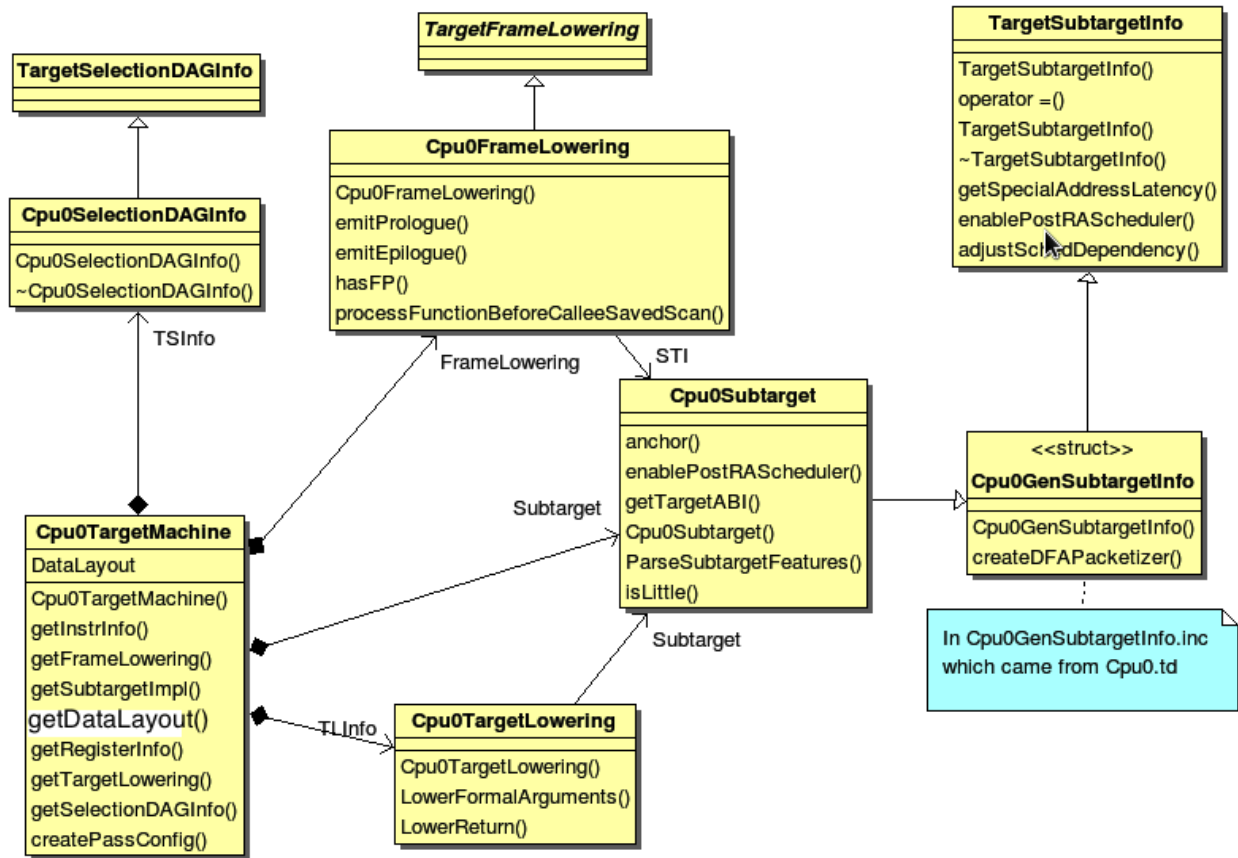 TargetSelectionDAGInfo
Cpu0SelectionDAGInfo
Cpu0SelectionDAGInfo()
~Cpu0SelectionDAGInfo()
TSInfo
TargetFrameLowering
Cpu0FrameLowering
Cpu0FrameLowering()
emitPrologue()
emitEpilogue()
hasFP()
processFunctionBeforeCalleeSavedScan()
FrameLowering
STI
TargetSubtargetInfo
TargetSubtargetInfo()
operator =()
TargetSubtargetInfo()
~TargetSubtargetInfo()
getSpecialAddressLatency()
enablePostRAScheduler()
adjustSchedDependency()
Cpu0Subtarget
anchor()
enablePostRAScheduler()
getTargetABI()
Cpu0Subtarget()
ParseSubtargetFeatures()
isLittle()
Subtarget
Subtarget
<<struct>>
Cpu0GenSubtargetInfo
Cpu0GenSubtargetInfo()
createDFAPacketizer()
In Cpu0GenSubtargetInfo.inc
which came from Cpu0.td
Cpu0TargetMachine
DataLayout
Cpu0TargetMachine()
getInstrInfo()
getFrameLowering()
getSubtargetImpl()
getDataLayout()
getRegisterInfo()
getTargetLowering()
getSelectionDAGInfo()
createPassConfig()
TLInfo
Cpu0TargetLowering
Cpu0TargetLowering()
LowerFormalArguments()
LowerReturn()